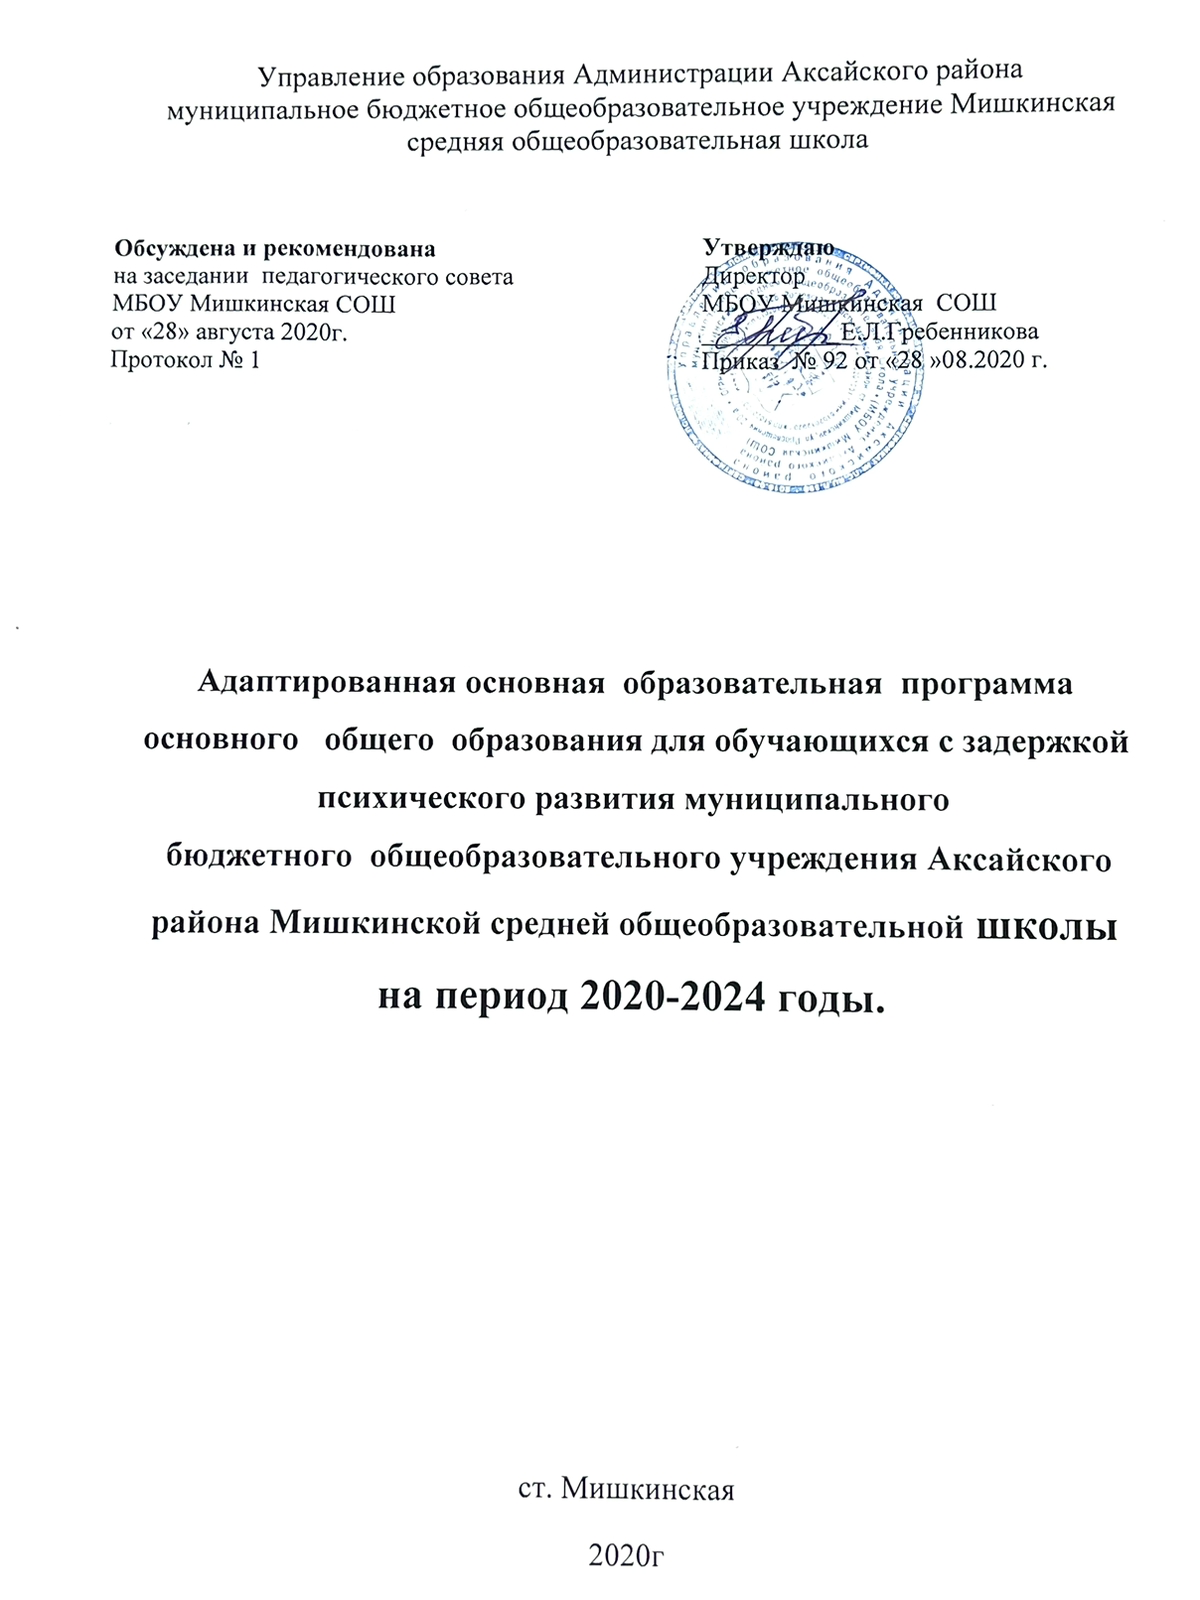 Управление образования Администрации Аксайского района
муниципальное бюджетное общеобразовательное учреждение Мишкинская
средняя общеобразовательная школа
Обсуждена и рекомендована
на заседании педагогического совета
МБОУ Мишкинская СОШ
от «28» августа 2020г.
Протокол № 1
Утверждаю
Директор
МБОУ Мишкинская СОШ
Е.Л.Гребенникова
Приказ № 92 от «28 »08.2020 г.
Адаптированная основная образовательная программа
основного общего образования для обучающихся с задержкой
психического развития муниципального
бюджетного общеобразовательного учреждения Аксайского
района Мишкинской средней общеобразовательной школы
на период 2020-2024 годы.
ст. Мишкинская
2020г